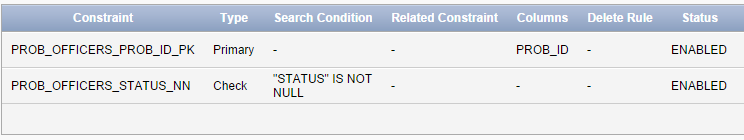 Constraint Type Search Condition Related Constraint Columns Delete Rule Status
PROB_OFFICERS_PROB_ID_PK Primary - - PROB_ID - ENABLED
PROB_OFFICERS_STATUS_NN Check "STATUS" IS NOT NULL - - - ENABLED